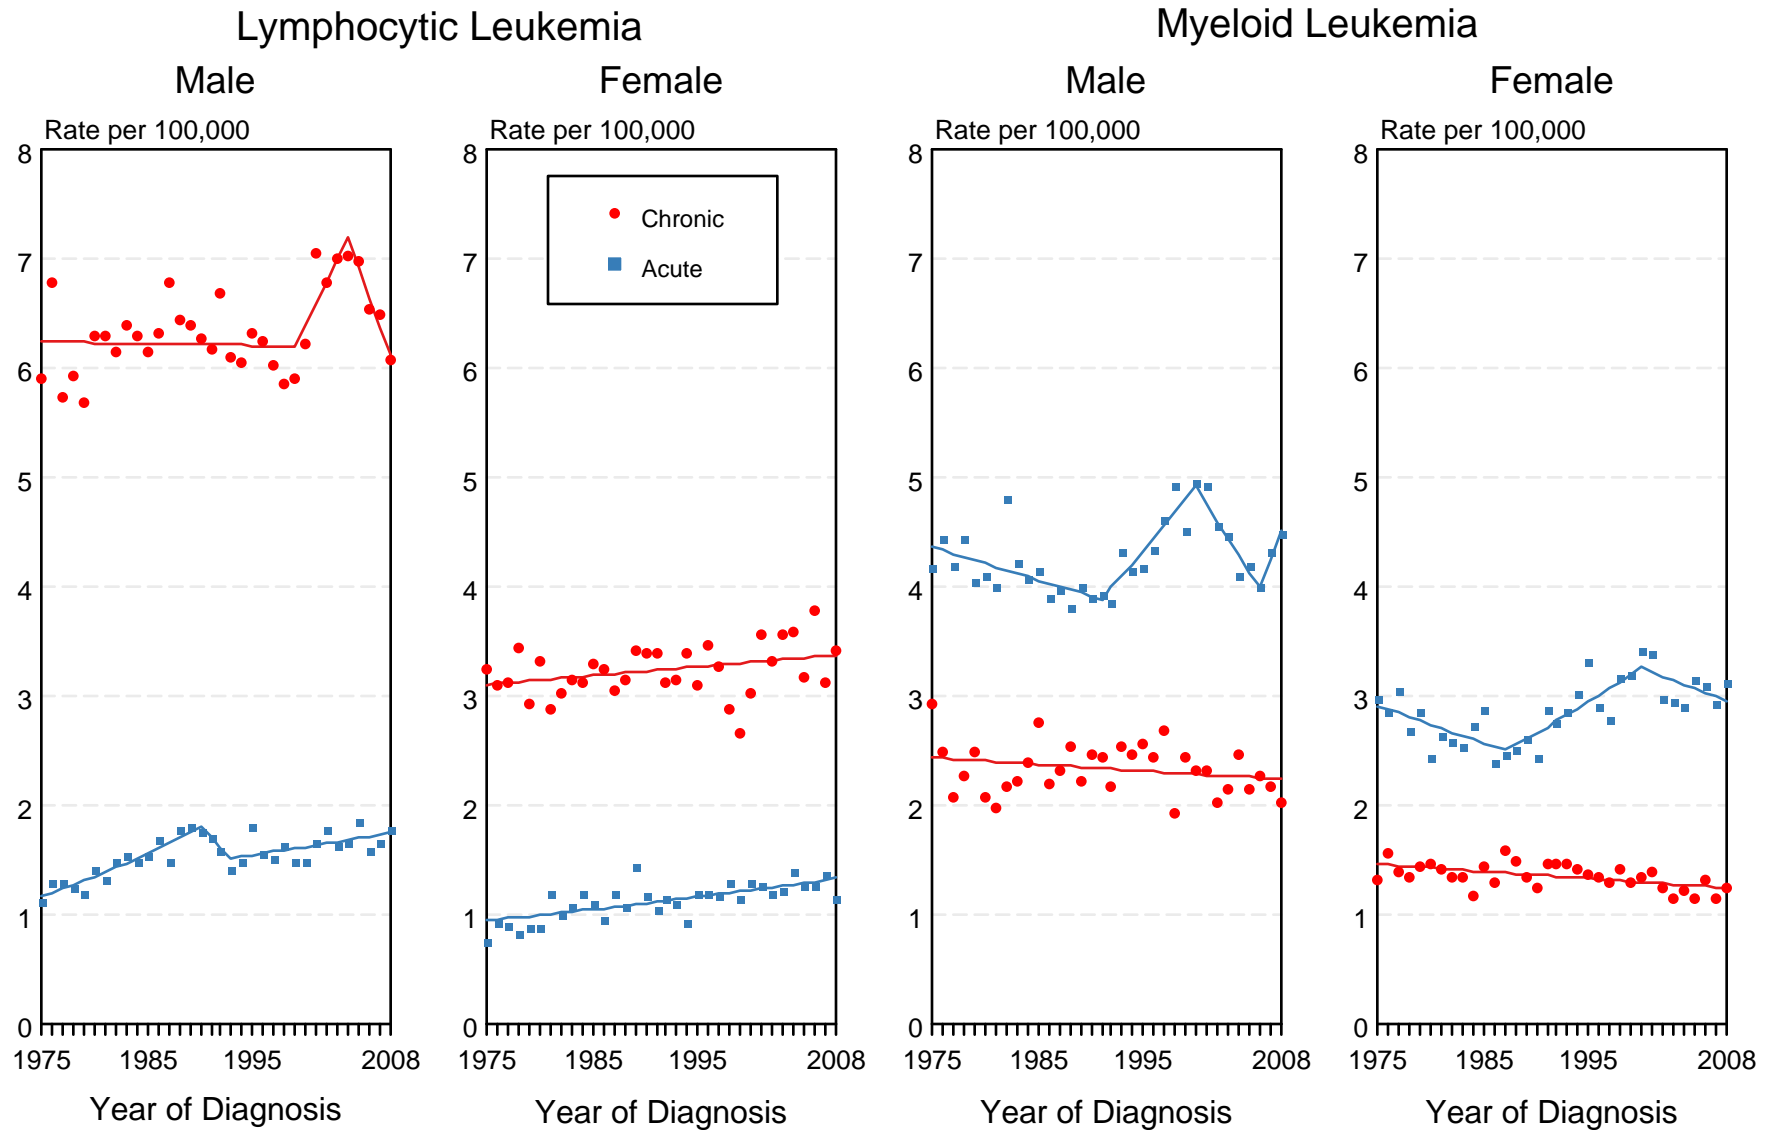 Lymphocytic Leukemia
Myeloid Leukemia
Male
Female
Male
Female
Rate per 100,000
Rate per 100,000
Rate per 100,000
Rate per 100,000
8
7
6
5
4
3
2
1
0
1975 1985 1995 2008
Year of Diagnosis
8
7
6
5
4
3
2
1
0
Chronic
Acute
1975 1985 1995 2008
Year of Diagnosis
8
7
6
5
4
3
2
1
0
1975 1985 1995 2008
Year of Diagnosis
8
7
6
5
4
3
2
1
0
1975 1985 1995 2008
Year of Diagnosis